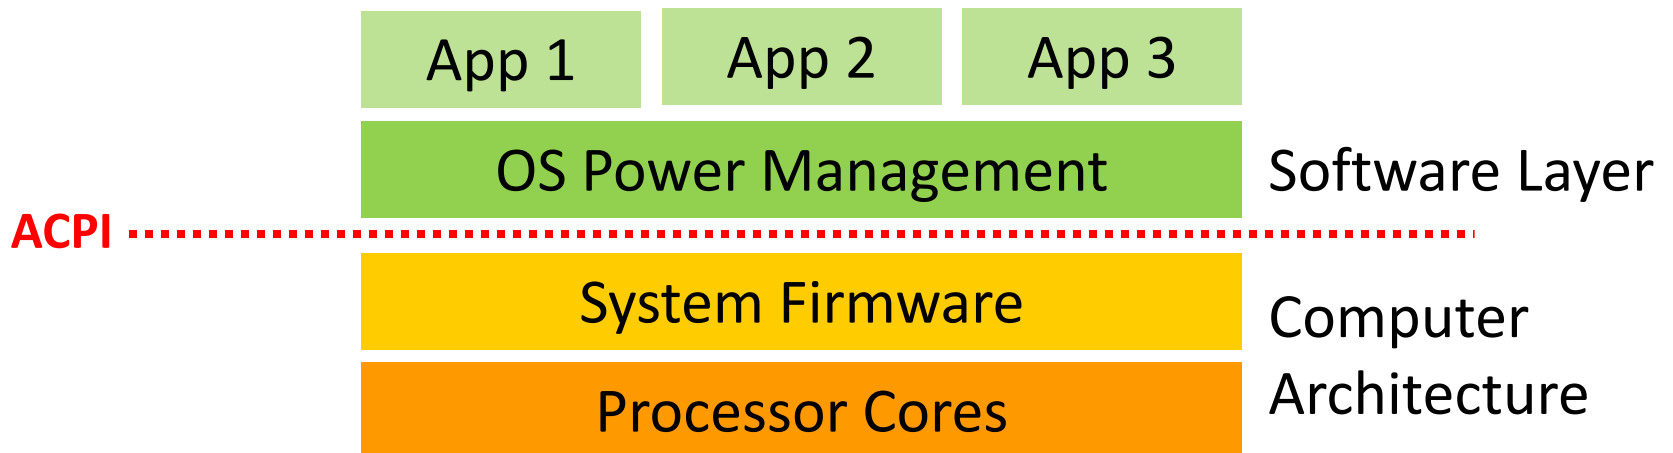 App 1
App 2
App 3
OS Power Management
Software Layer
ACPI
System Firmware
Computer
Architecture
Processor Cores